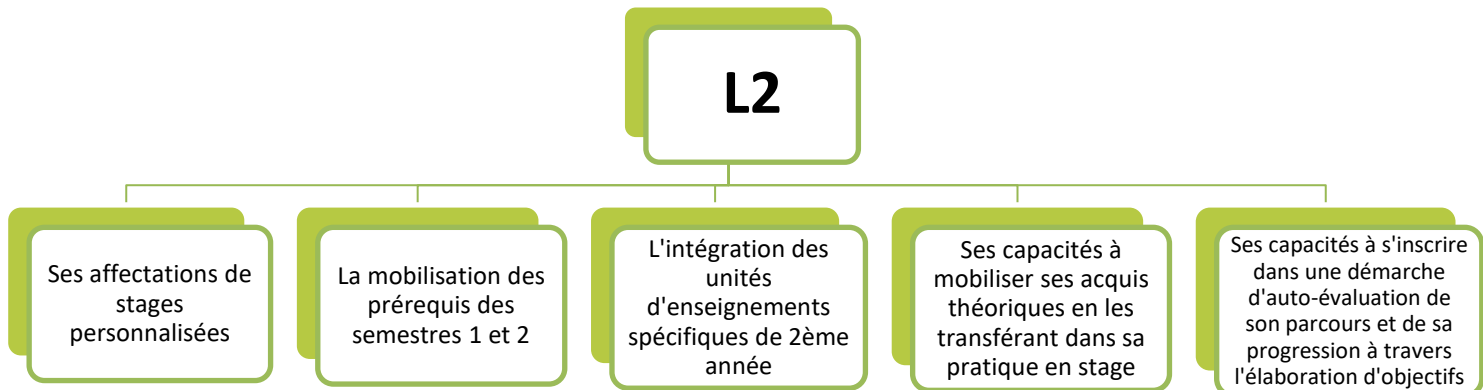 L2
Ses affectations de
stages
personnalisées
La mobilisation des
prérequis des
semestres 1 et 2
L'intégration des
unités
d'enseignements
spécifiques de 2ème
année
Ses capacités à
mobiliser ses acquis
théoriques en les
transférant dans sa
pratique en stage
Ses capacités à s'inscrire
dans une démarche
d'auto-évaluation de
son parcours et de sa
progression à travers
l'élaboration d'objectifs